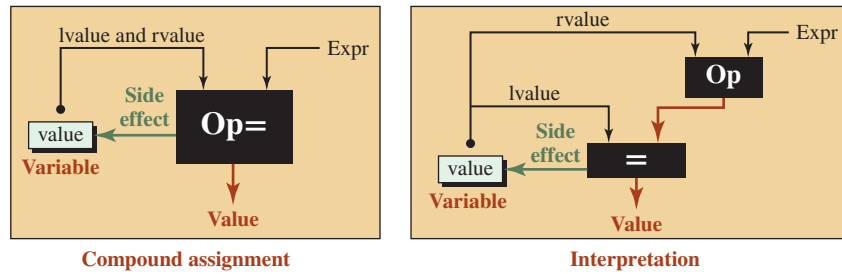 lvalue and rvalue
Expr
Side
effect
Op=
value
Variable
Value
Compound assignment
rvalue
Expr
Op
lvalue
Side
effect
=
value
Variable
Value
Interpretation